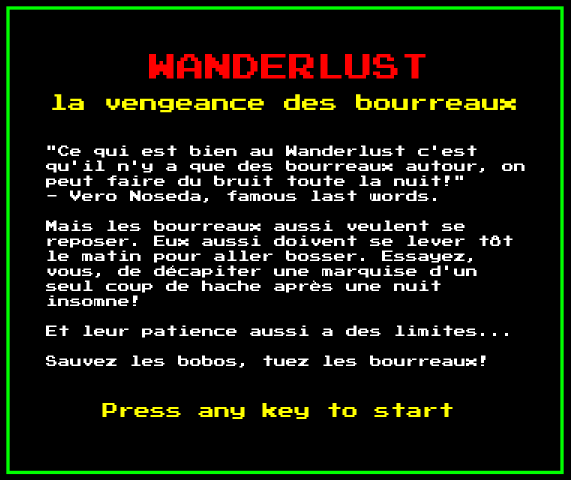 WANDERLUST
la vengeance des bourreaux
"Ce qui est bien au Wanderlust c'est
qu'il n'y a que des bourreaux autour, on
peut faire du bruit toute la nuit!"
- Vero Noseda, famous last words.
Mais les bourreaux aussi veulent se
reposer. Eux aussi doivent se lever tôt
le matin pour aller bosser. Essayez,
vous, de décapiter une marquise d'un
seul coup de hache après une nuit
insomne!
Et leur patience aussi a des limites...
Sauvez les bobos, tuez les bourreaux!
Press any key to start